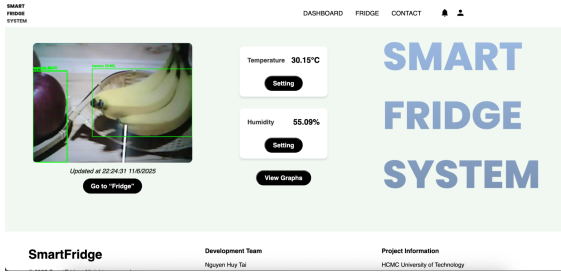 SMART
FRIDGE
SYSTEM
DASHBOARD FRIDGE CONTACT
Temperature 30.15°C
Setting
Humidity 55.09%
Setting
View Graphs
Updated at 22:24:31 11/6/2025
Go to "Fridge"
SMART
FRIDGE
SYSTEM
SmartFridge
Development Team
Nguyen Huy Tai
Project Information
HCMC University of Technology